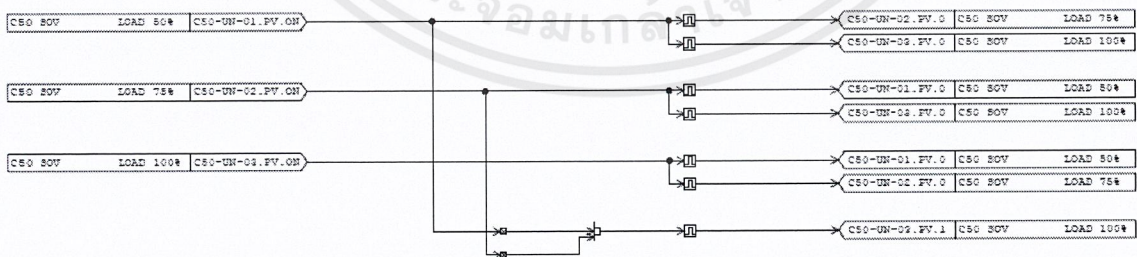 C50 SOV LOAD 50% C50-UN-01.PV.ON
C50-UN-02.PV.0 C50 SOV LOAD 75%
C50-UN-03.PV.0 C50 SOV LOAD 100%
C50 SOV LOAD 75% C50-UN-02.PV.ON
C50-UN-01.PV.0 C50 SOV LOAD 50%
C50-UN-03.PV.0 C50 SOV LOAD 100%
C50 SOV LOAD 100% C50-UN-03.PV.ON
C50-UN-01.PV.0 C50 SOV LOAD 50%
C50-UN-02.PV.0 C50 SOV LOAD 75%
C50-UN-03.PV.1 C50 SOV LOAD 100%